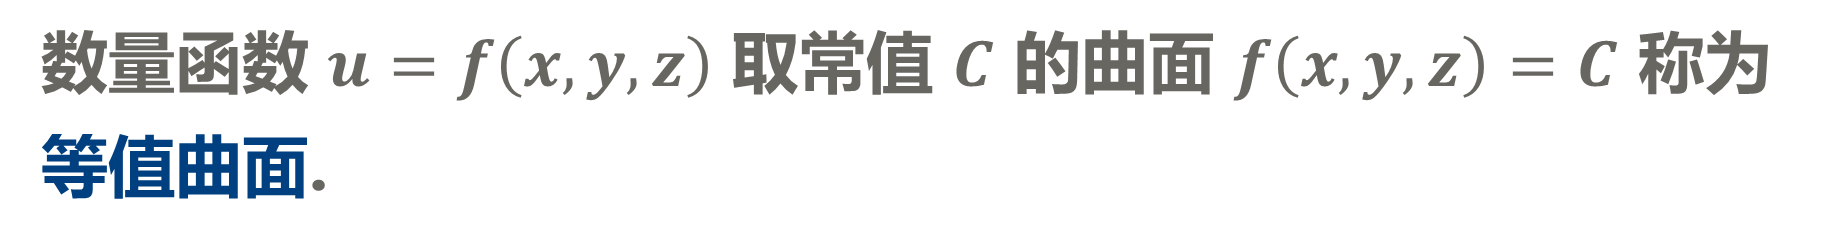 数量函数 u = f(x, y, z) 取常值 C 的曲面 f(x, y, z) = C 称为
等值曲面.